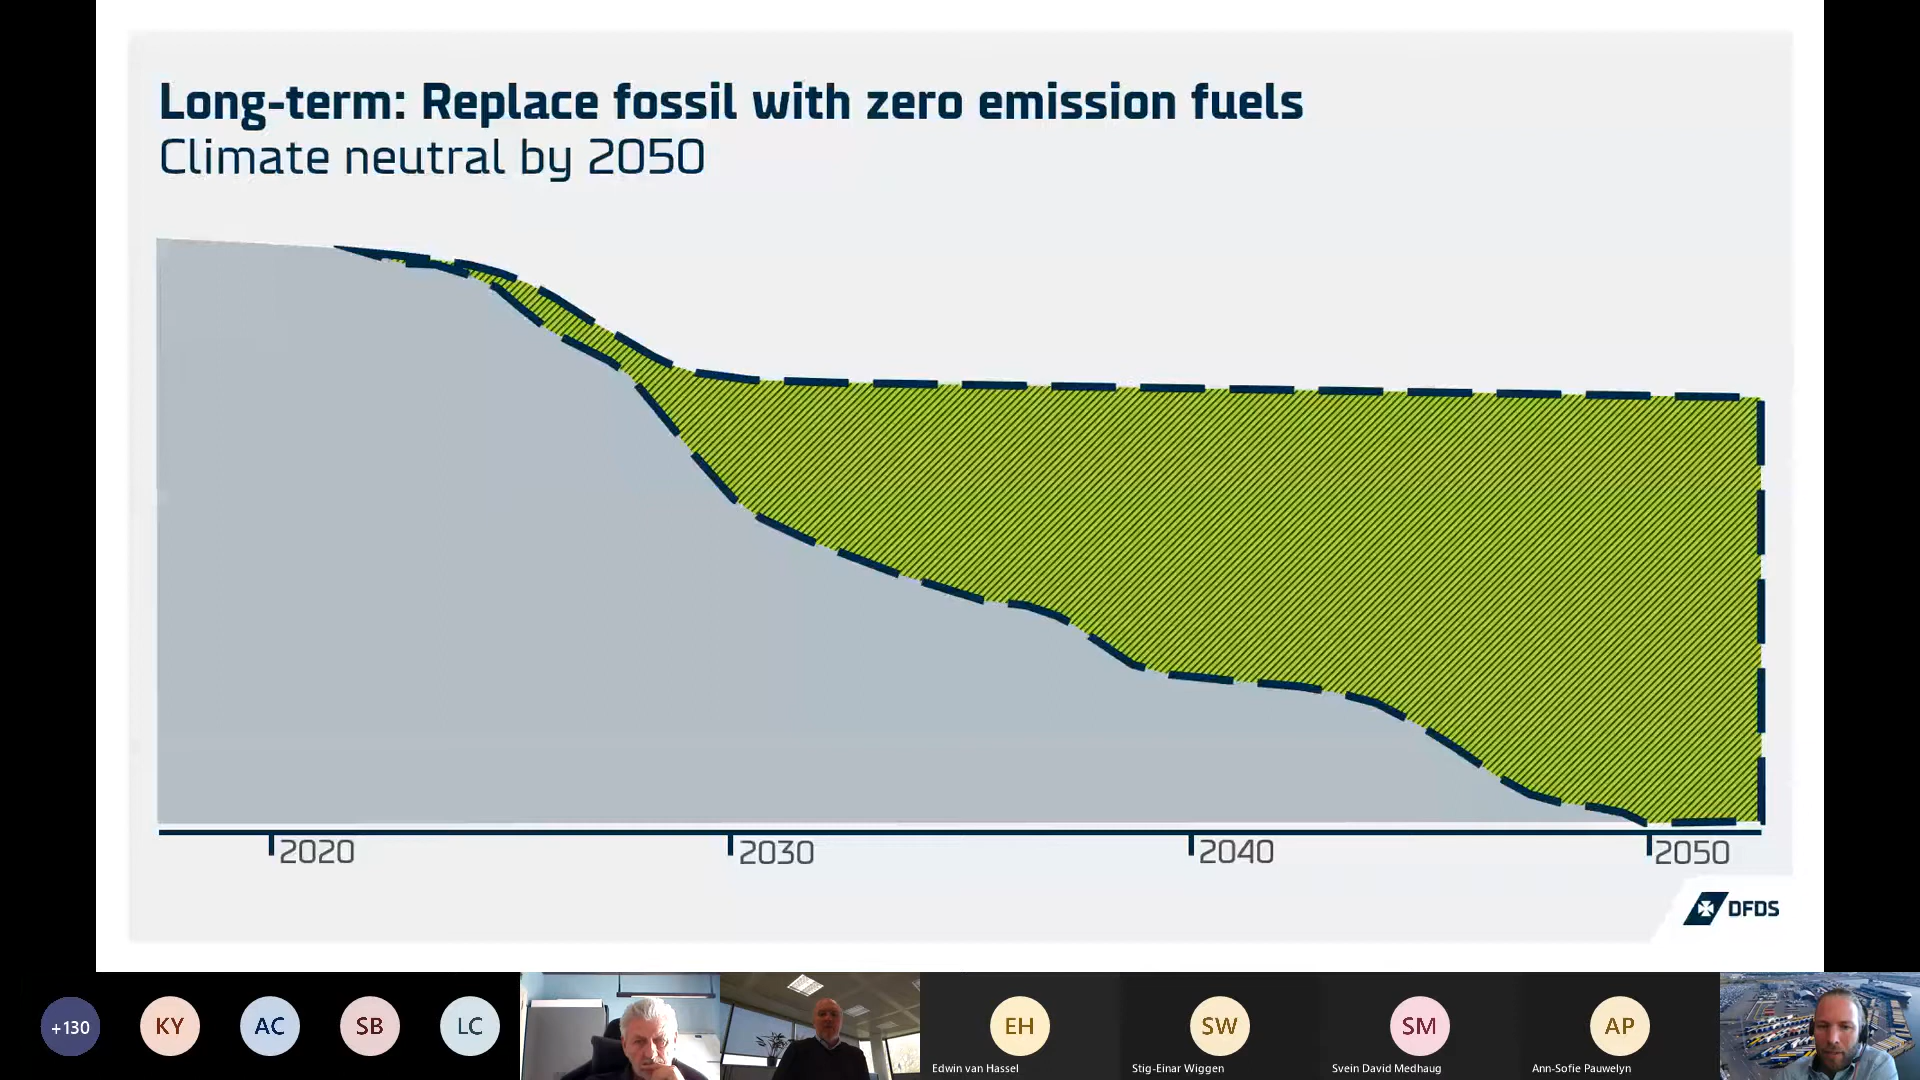 Long-term: Replace fossil with zero emission fuels
Climate neutral by 2050
2020
2030
2040
2050
DFDS
+130
KY
AC
SB
LC
EH
Edwin van Hassel
SW
Stig-Einar Wiggen
SM
Svein David Medhaug
AP
Ann-Sofie Pauwelyn